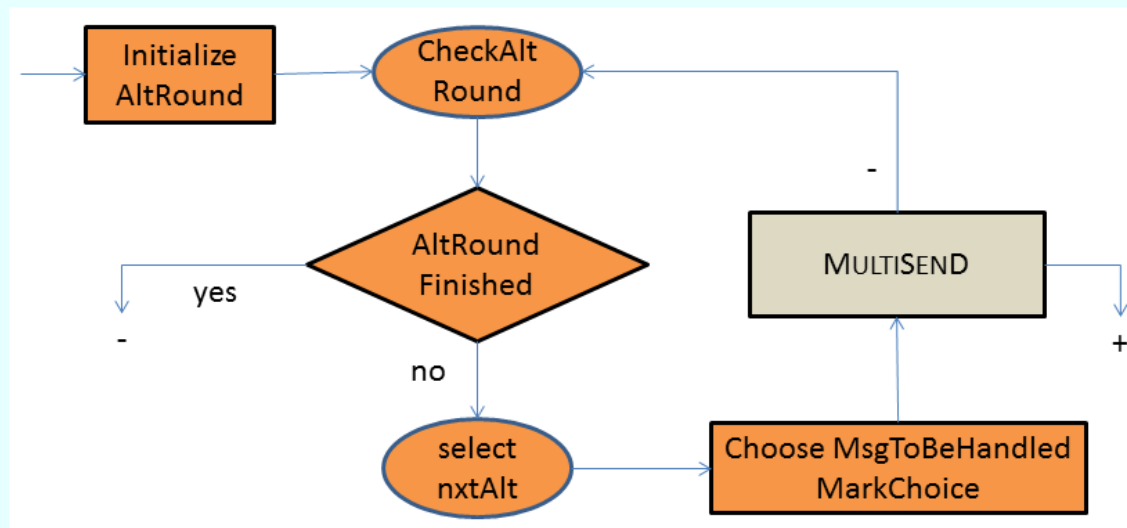 Initialize
AltRound
CheckAlt
Round
-
AltRound
Finished
MULTISEND
yes
-
+
no
select
nxtAlt
Choose MsgToBeHandled
MarkChoice